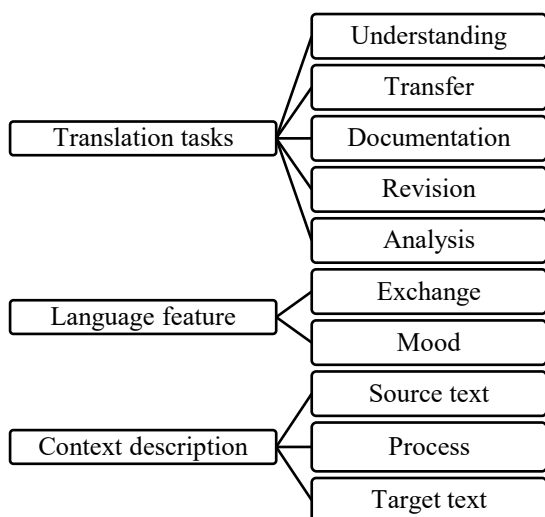 Translation tasks
Understanding
Transfer
Documentation
Revision
Analysis
Language feature
Exchange
Mood
Context description
Source text
Process
Target text